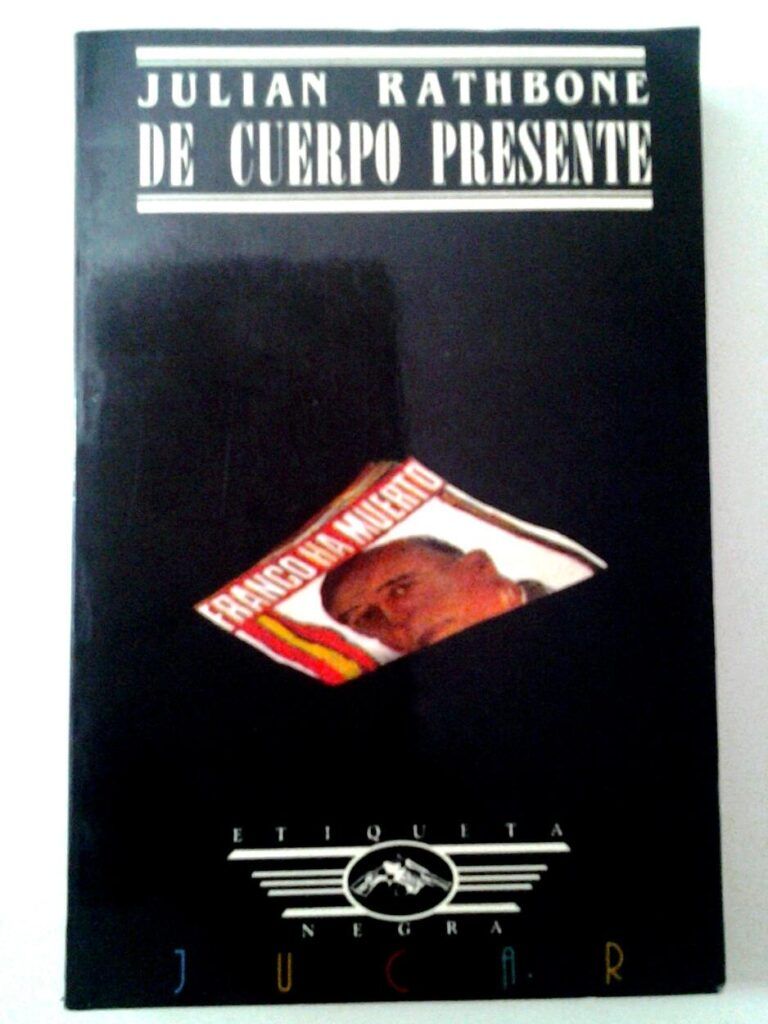 JULIAN RATHBONE
DE CUERPO PRESENTE
FRANCO HA MUERTO
ETIQUETA
NEGRA
JUCAR